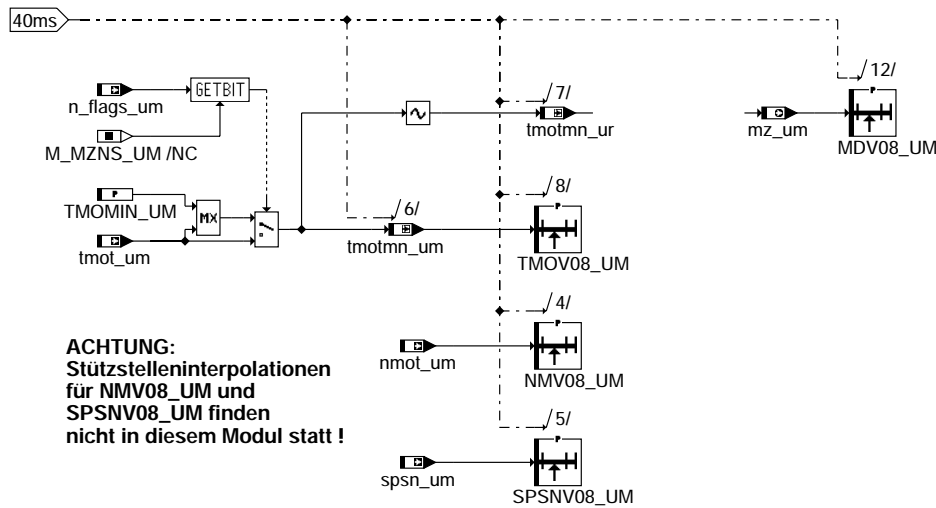 40ms
/12/
P
MDV08_UM
n_flags_um
GETBIT
M_MZNS_UM /NC
/7/
tmotmn_ur
mz_um
P
TMOMIN_UM
MX
tmot_um
/6/
tmotmn_um
/8/
P
TMOV08_UM
/4/
P
nmot_um
NMV08_UM
ACHTUNG:
Stützstelleninterpolationen
für NMV08_UM und
SPSNV08_UM finden
nicht in diesem Modul statt !
/5/
P
spsn_um
SPSNV08_UM